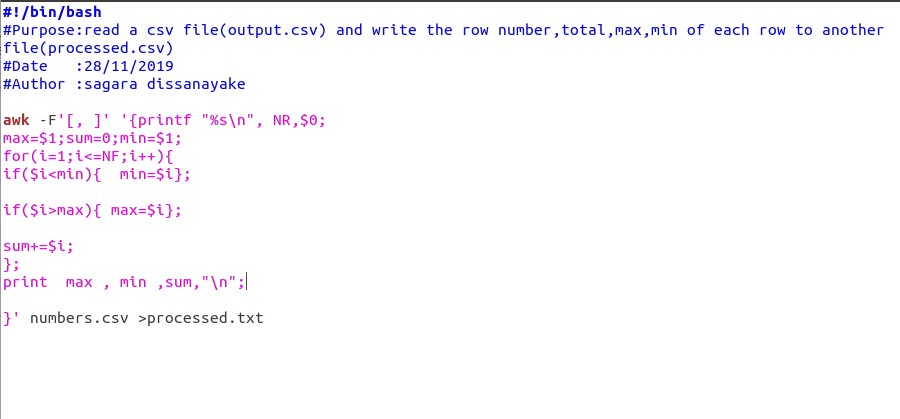 #!/bin/bash
#Purpose:read a csv file(output.csv) and write the row number,total,max,min of each row to another
file(processed.csv)
#Date   :28/11/2019
#Author :sagara dissanayake
awk -F'[, ]' '{printf "%s\n", NR,$0;
max=$1;sum=0;min=$1;
for(i=1;i<=NF;i++){
if($i<min){  min=$i};
if($i>max){ max=$i};
sum+=$i;
};
print  max , min ,sum,"\n";
}' numbers.csv >processed.txt